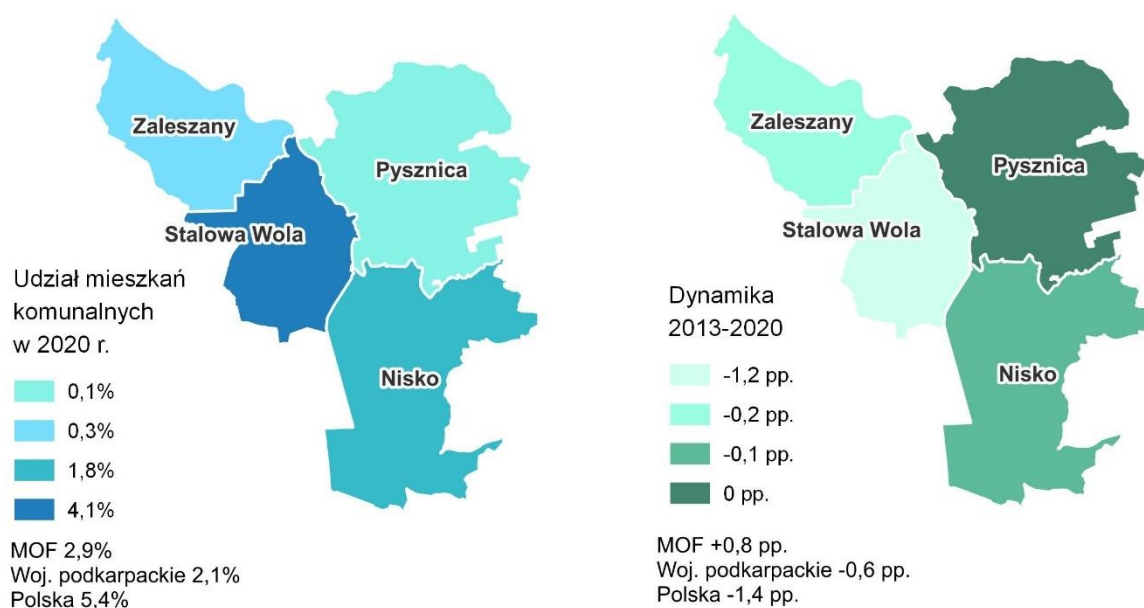 Zaleszany
Pysznica
Stalowa Wola
Nisko
Udział mieszkań
komunalnych
w 2020 r.
0,1%
0,3%
1,8%
4,1%
MOF 2,9%
Woj. podkarpackie 2,1%
Polska 5,4%
Zaleszany
Pysznica
Stalowa Wola
Nisko
Dynamika
2013-2020
-1,2 pp.
-0,2 pp.
-0,1 pp.
0 pp.
MOF +0,8 pp.
Woj. podkarpackie -0,6 pp.
Polska -1,4 pp.